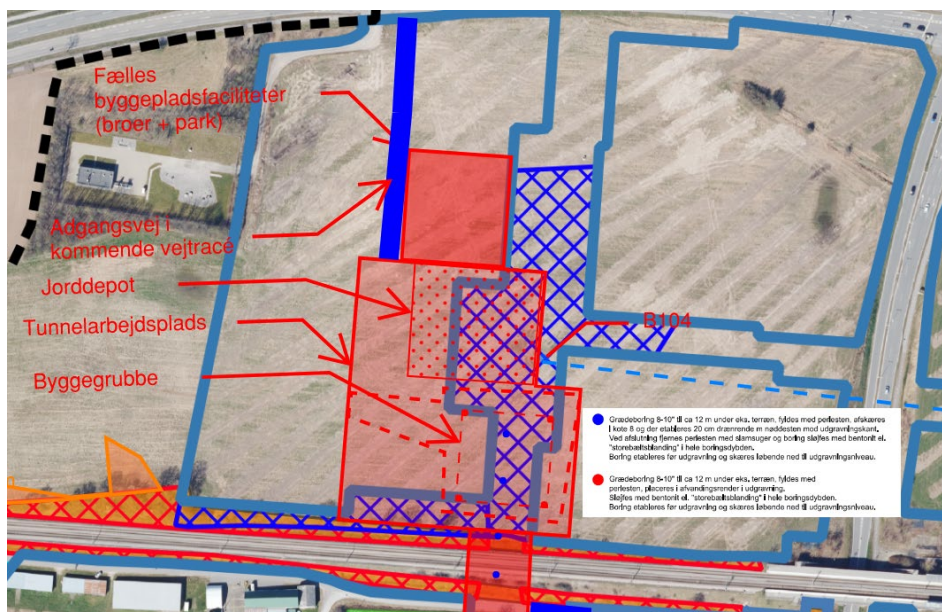 Fælles
byggepladsfaciliteter
(broer + park)
Adgangsvej i
kommende vejtracé
Jorddepot
Tunnelarbejdsplads
B104
Byggegrubbe
Grædeboring 8-10" til ca 12 m under eks. terræn, fyldes med perlesten, afskæres
i kote 8 og der etableres 20 cm drænrende m nøddesten mod udgravningskant.
Ved afslutning fjernes perlesten med slamsuger og boring sløjfes med bentonit el.
"storebæltsblanding" i hele boringsdybden.
Boring etableres før udgravning og skæres løbende ned til udgravningsniveau.
Grædeboring 8-10" til ca 12 m under eks. terræn, fyldes med
perlesten, placeres i afvandingsrender i udgravning.
Sløjfes med bentonit el. "storebæltsblanding" i hele boringsdybden.
Boring etableres før udgravning og skæres løbende ned til udgravningsniveau.